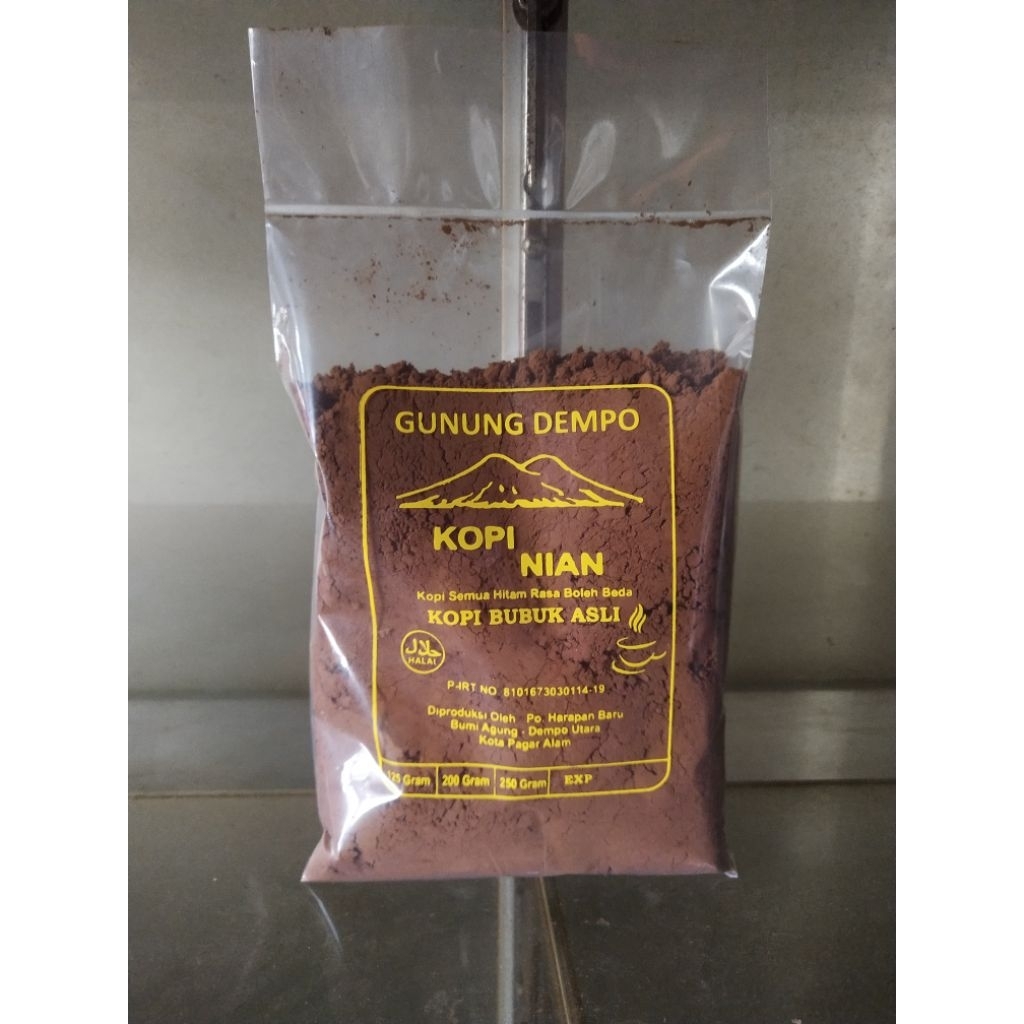 GUNUNG DEMPO
KOPI
NIAN
Kopi Semua Hitam Rasa Boleh Beda
KOPI BUBUK ASLI
حلال
HALAL
P-IRT NO 8101673030114-19
Diproduksi Oleh Po. Harapan Baru
Bumi Agung - Dempo Utara
Kota Pagar Alam
125 Gram 200 Gram 250 Gram EXP